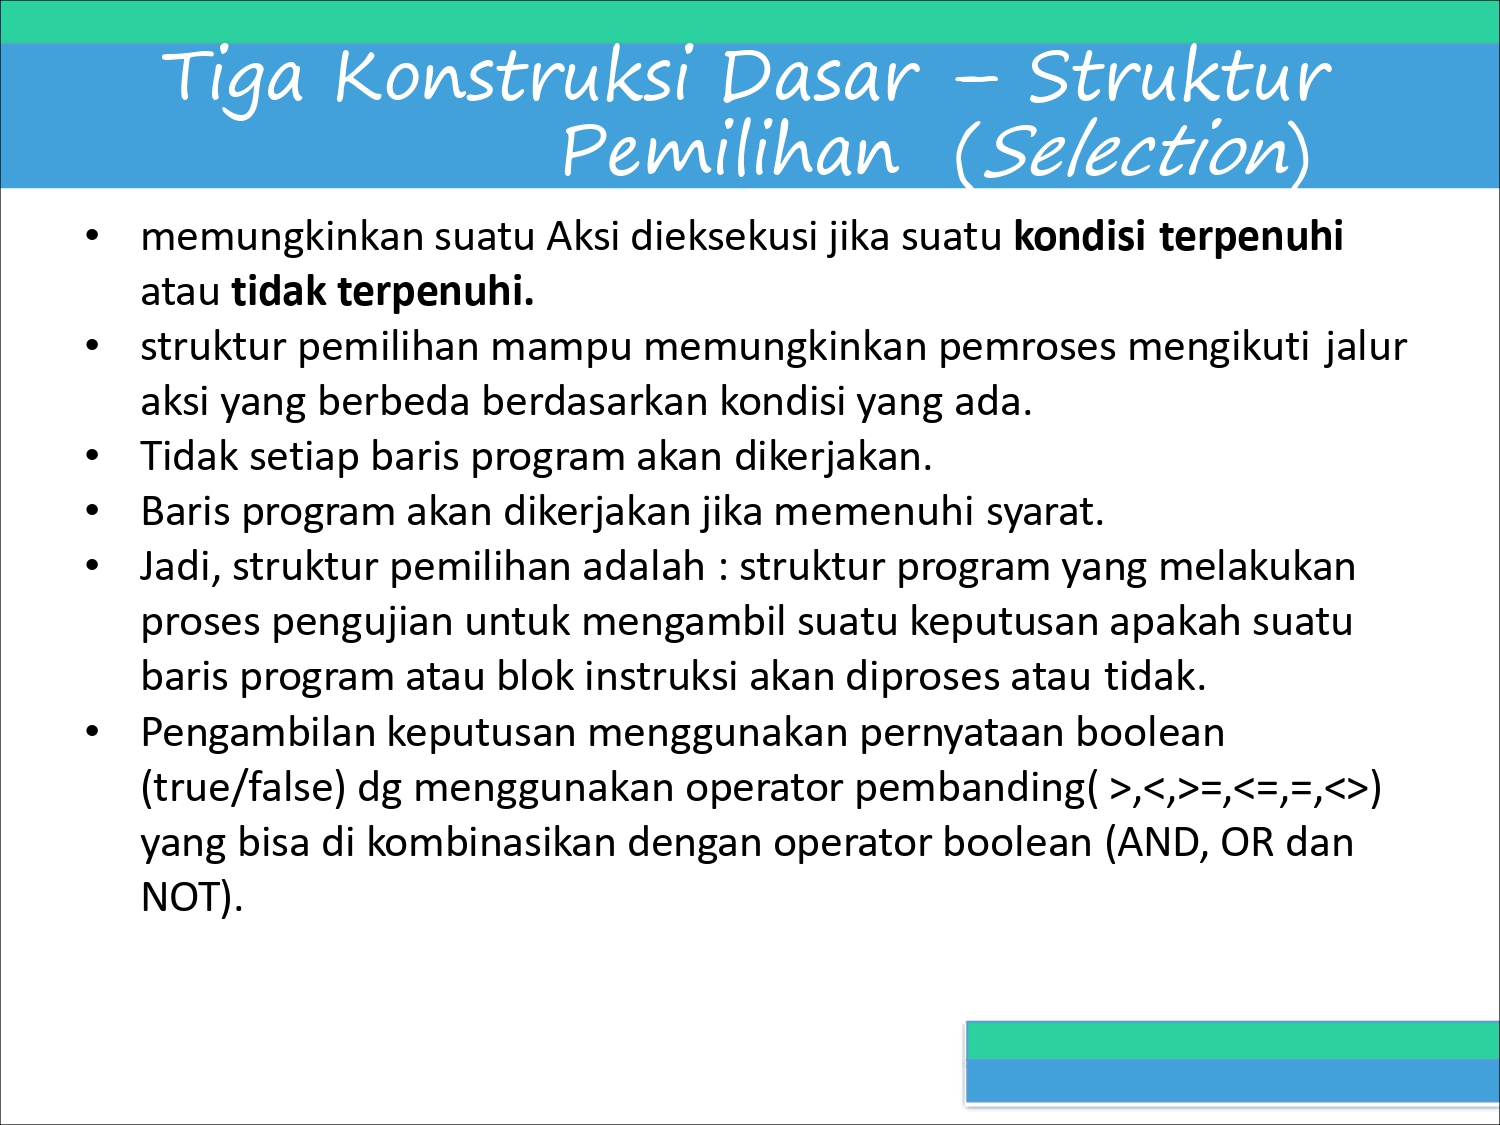 Tiga Konstruksi Dasar – Struktur
Pemilihan (Selection)
• memungkinkan suatu Aksi dieksekusi jika suatu kondisi terpenuhi
atau tidak terpenuhi.
• struktur pemilihan mampu memungkinkan pemroses mengikuti jalur
aksi yang berbeda berdasarkan kondisi yang ada.
• Tidak setiap baris program akan dikerjakan.
• Baris program akan dikerjakan jika memenuhi syarat.
• Jadi, struktur pemilihan adalah : struktur program yang melakukan
proses pengujian untuk mengambil suatu keputusan apakah suatu
baris program atau blok instruksi akan diproses atau tidak.
• Pengambilan keputusan menggunakan pernyataan boolean
(true/false) dg menggunakan operator pembanding( >,<,>=,<=,=,<>)
yang bisa di kombinasikan dengan operator boolean (AND, OR dan
NOT).